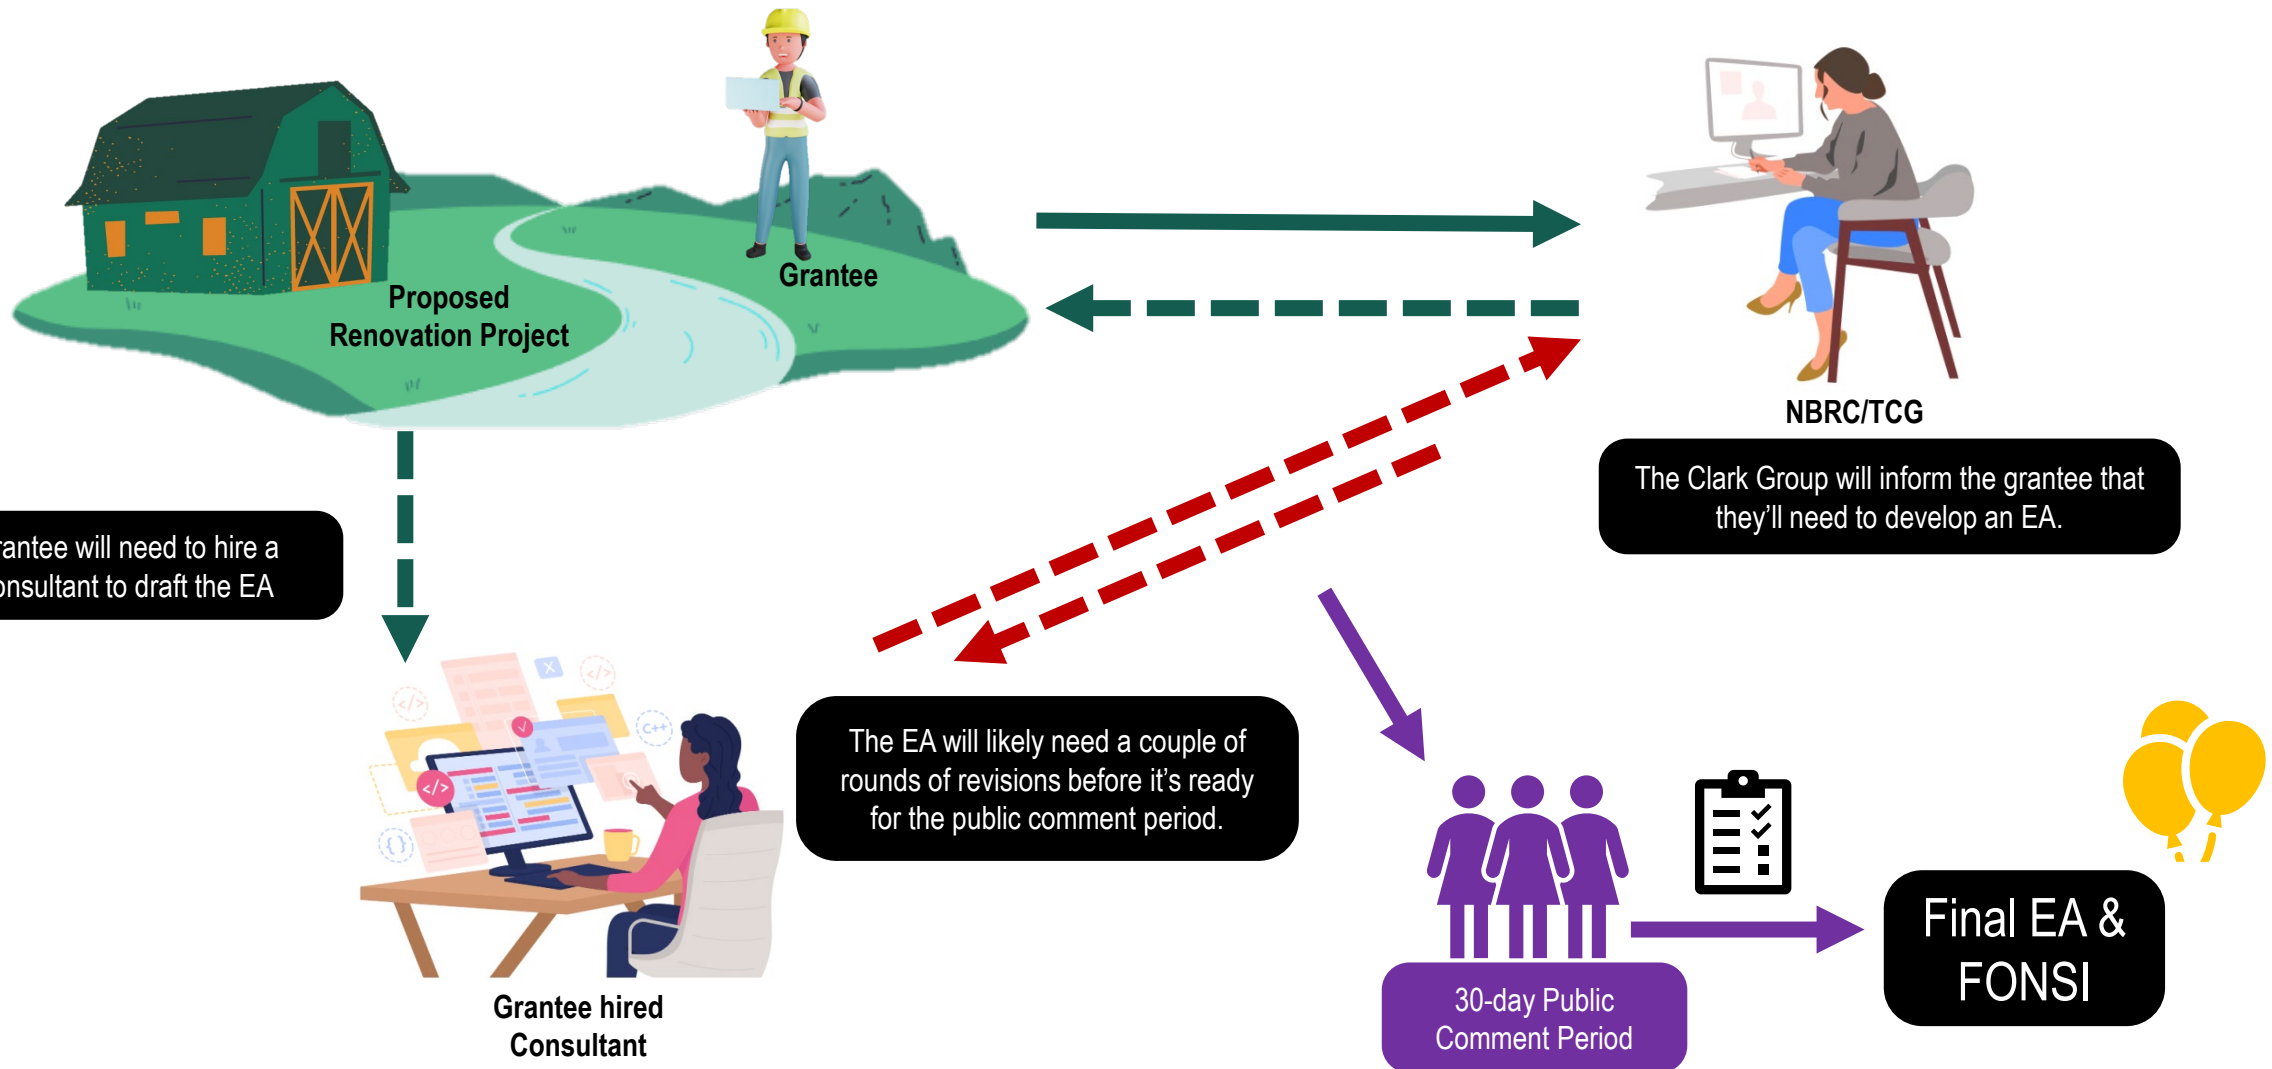 Grantee
Proposed
Renovation Project
NBRC/TCG
The Clark Group will inform the grantee that
they'll need to develop an EA.
rantee will need to hire a
onsultant to draft the EA
The EA will likely need a couple of
rounds of revisions before it's ready
for the public comment period.
X
</>
</>
C++
</>
{}
Grantee hired
Consultant
30-day Public
Comment Period
Final EA &
FONSI